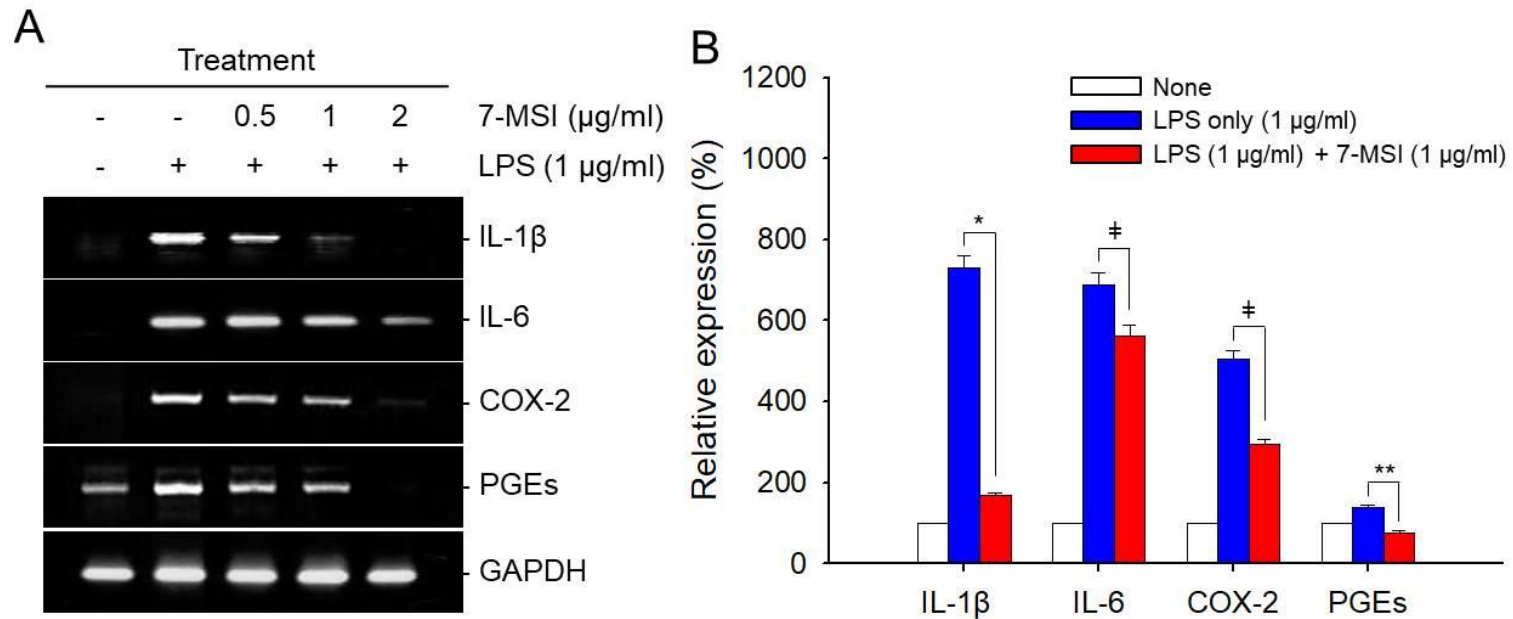 A
Treatment
- - 0.5 1 2 7-MSI (µg/ml)
- + + + + LPS (1 µg/ml)
IL-1β
IL-6
COX-2
PGEs
GAPDH
B
Relative expression (%)
1200
1000
800
600
400
200
0
None
LPS only (1 µg/ml)
LPS (1 µg/ml) + 7-MSI (1 µg/ml)
*
ǂ
ǂ
**
IL-1β IL-6 COX-2 PGEs